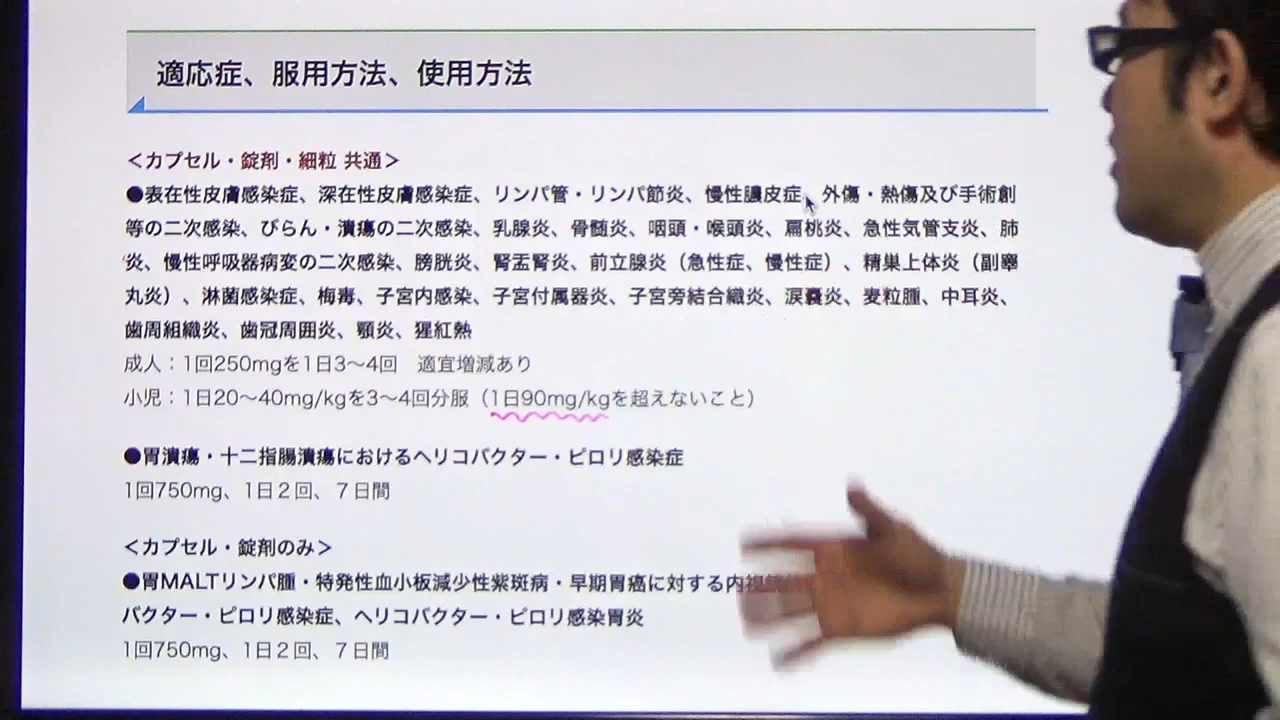 適応症、服用方法、使用方法
＜カプセル・錠剤・細粒 共通＞
●表在性皮膚感染症、深在性皮膚感染症、リンパ管・リンパ節炎、慢性膿皮症、外傷・熱傷及び手術創
等の二次感染、びらん・潰瘍の二次感染、乳腺炎、骨髄炎、咽頭・喉頭炎、扁桃炎、急性気管支炎、肺
炎、慢性呼吸器病変の二次感染、膀胱炎、腎盂腎炎、前立腺炎（急性症、慢性症）、精巣上体炎（副睾
丸炎）、淋菌感染症、梅毒、子宮内感染、子宮付属器炎、子宮旁結合織炎、涙嚢炎、麦粒腫、中耳炎、
歯周組織炎、歯冠周囲炎、顎炎、猩紅熱
成人：1回250mgを1日3〜4回　適宜増減あり
小児：1日20〜40mg/kgを3〜4回分服（1日90mg/kgを超えないこと）
●胃潰瘍・十二指腸潰瘍におけるヘリコバクター・ピロリ感染症
1回750mg、1日２回、７日間
＜カプセル・錠剤のみ＞
●胃MALTリンパ腫・特発性血小板減少性紫斑病・早期胃癌に対する内視鏡
バクター・ピロリ感染症、ヘリコバクター・ピロリ感染胃炎
1回750mg、1日２回、７日間